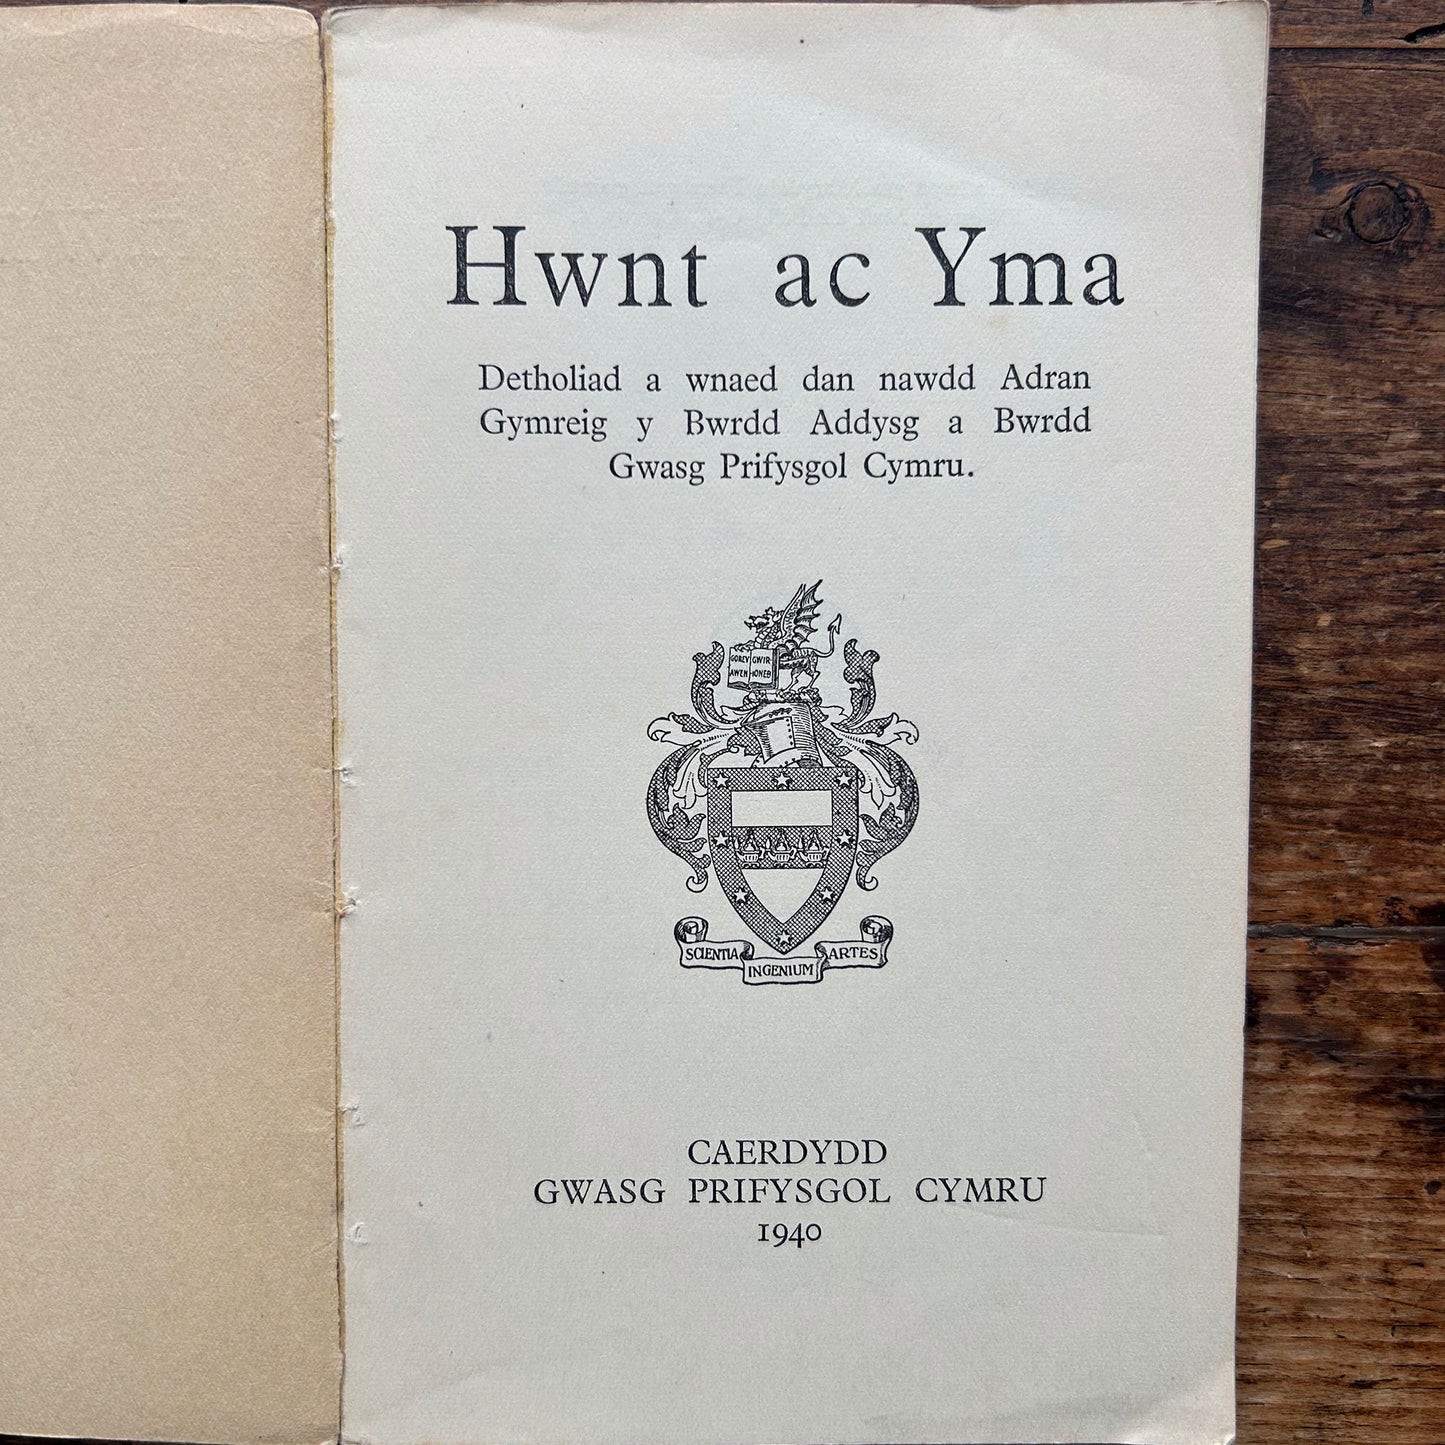 Hwnt ac Yma
Detholiad a wnaed dan nawdd Adran
Gymreig y Bwrdd Addysg a Bwrdd
Gwasg Prifysgol Cymru.
GOREV GWIR
AWEN HONEB
SCIENTIA INGENIUM ARTES
CAERDYDD
GWASG PRIFYSGOL CYMRU
1940